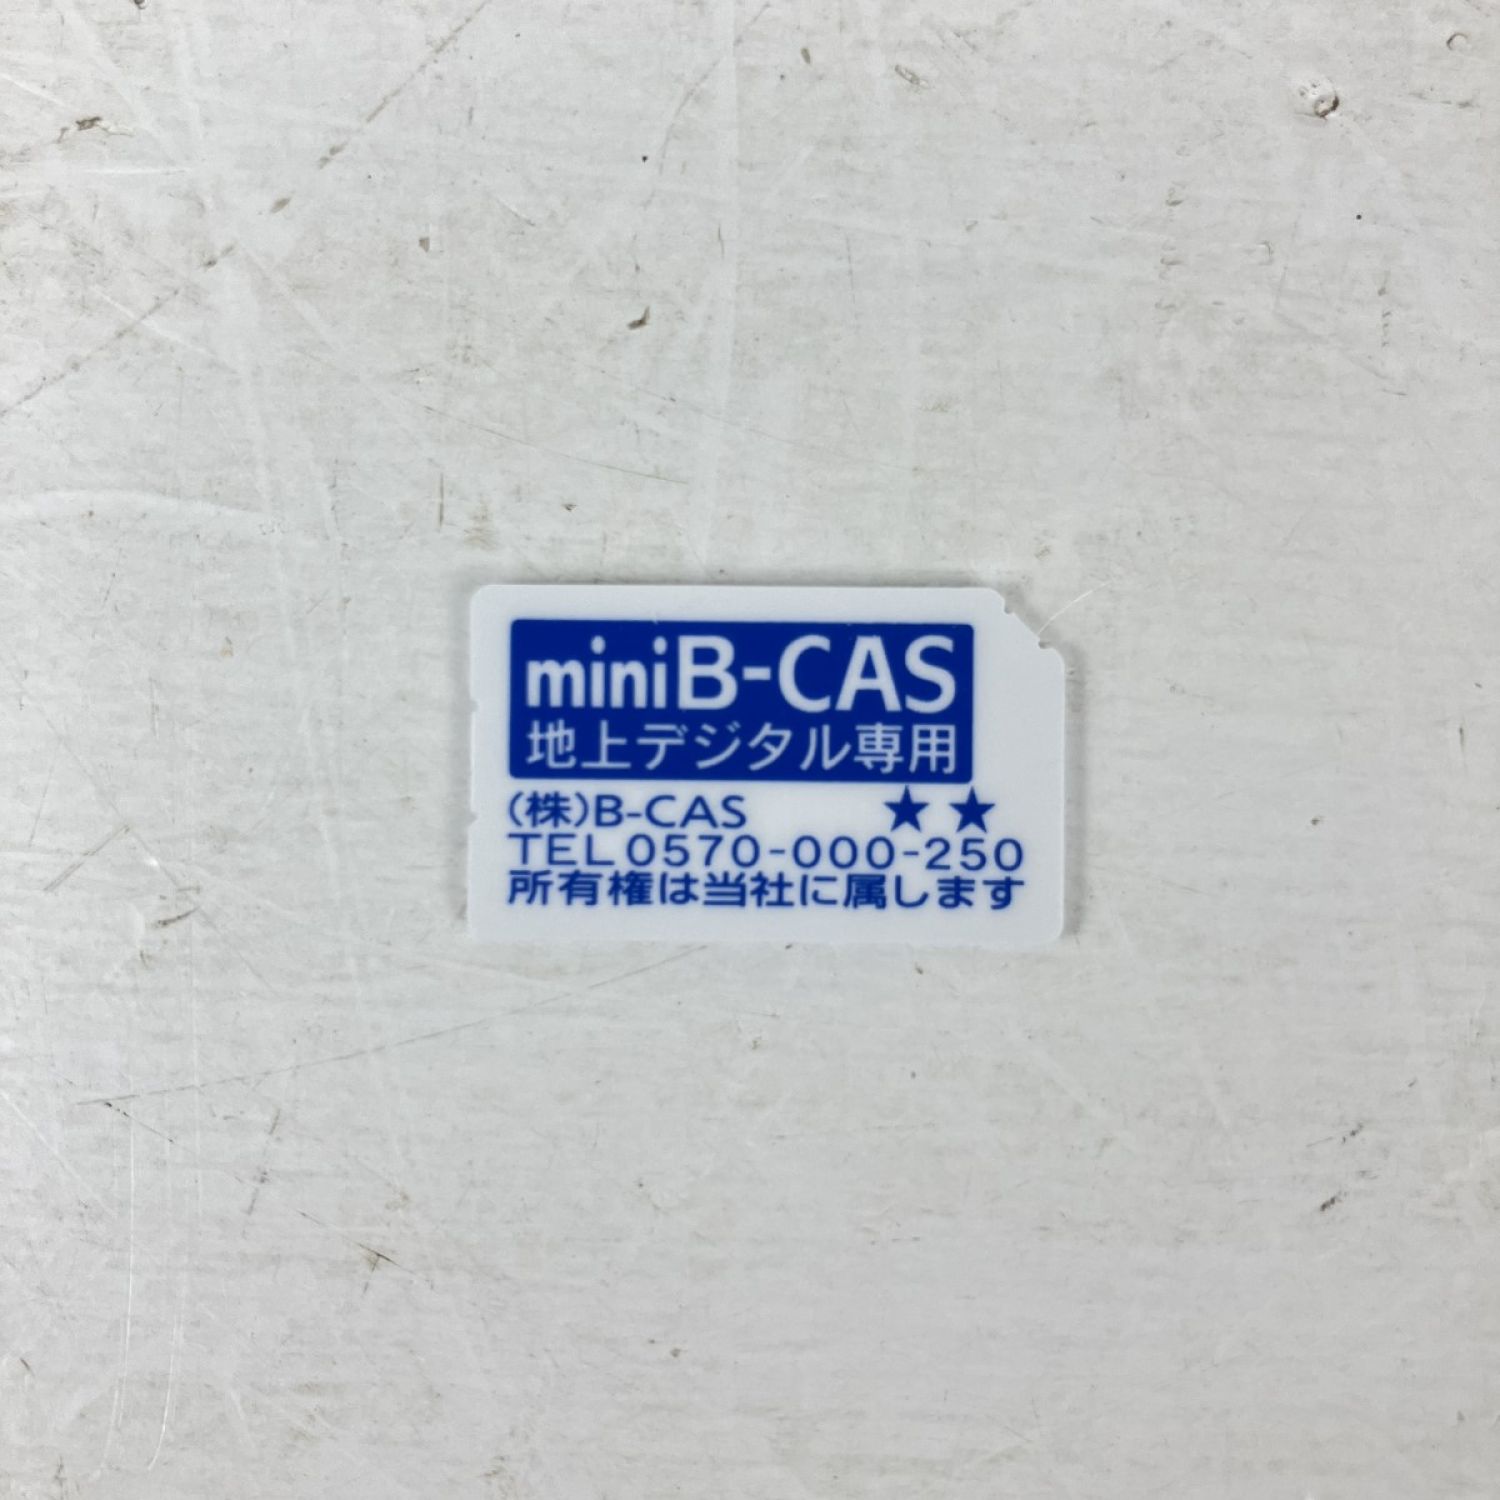 miniB-CAS
地上デジタル専用
(株)B-CAS ★ ★
TEL0570-000-250
所有権は当社に属します